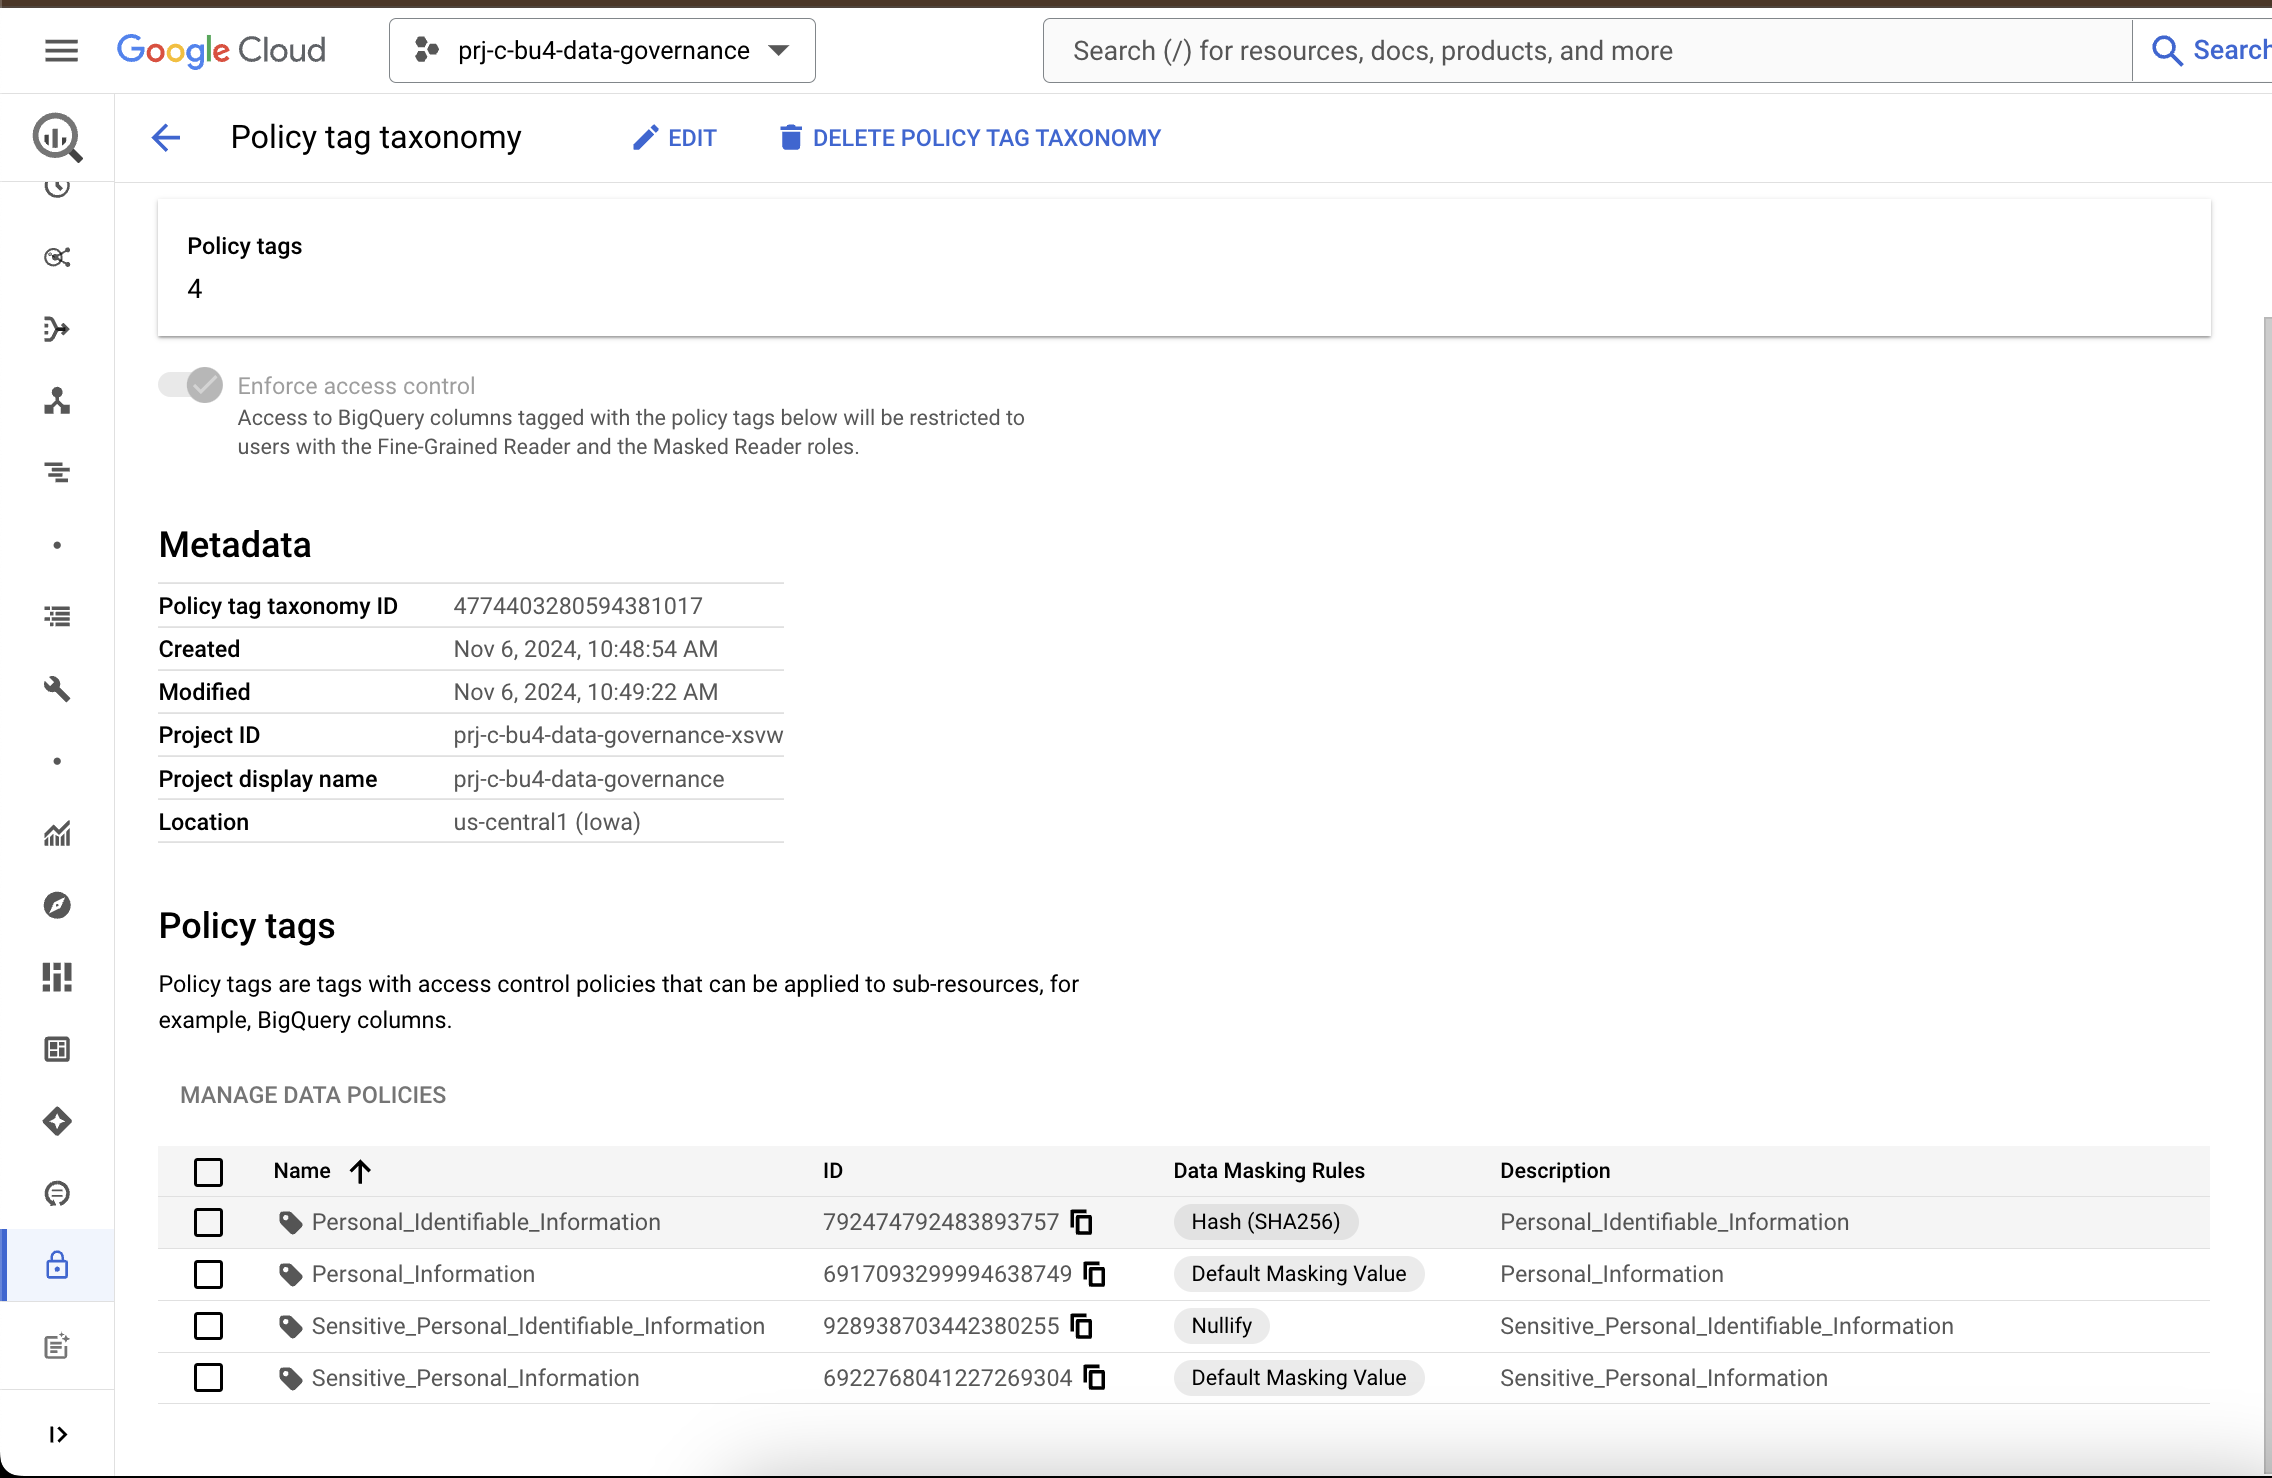 Google Cloud
prj-c-bu4-data-governance
Search (/) for resources, docs, products, and more
Search
Policy tag taxonomy
EDIT
DELETE POLICY TAG TAXONOMY
Policy tags
4
Enforce access control
Access to BigQuery columns tagged with the policy tags below will be restricted to
users with the Fine-Grained Reader and the Masked Reader roles.
Metadata
Policy tag taxonomy ID 4774403280594381017
Created Nov 6, 2024, 10:48:54 AM
Modified Nov 6, 2024, 10:49:22 AM
Project ID prj-c-bu4-data-governance-xsvw
Project display name prj-c-bu4-data-governance
Location us-central1 (Iowa)
Policy tags
Policy tags are tags with access control policies that can be applied to sub-resources, for
example, BigQuery columns.
MANAGE DATA POLICIES
Name ID Data Masking Rules Description
Personal_Identifiable_Information 792474792483893757 Hash (SHA256) Personal_Identifiable_Information
Personal_Information 6917093299994638749 Default Masking Value Personal_Information
Sensitive_Personal_Identifiable_Information 928938703442380255 Nullify Sensitive_Personal_Identifiable_Information
Sensitive_Personal_Information 6922768041227269304 Default Masking Value Sensitive_Personal_Information